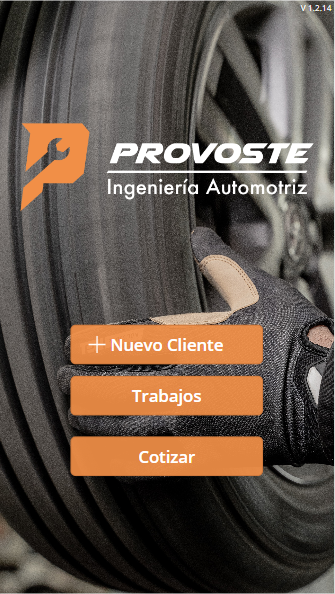 V 1.2.14
PROVOSTE
Ingeniería Automotriz
Nuevo Cliente
Trabajos
Cotizar